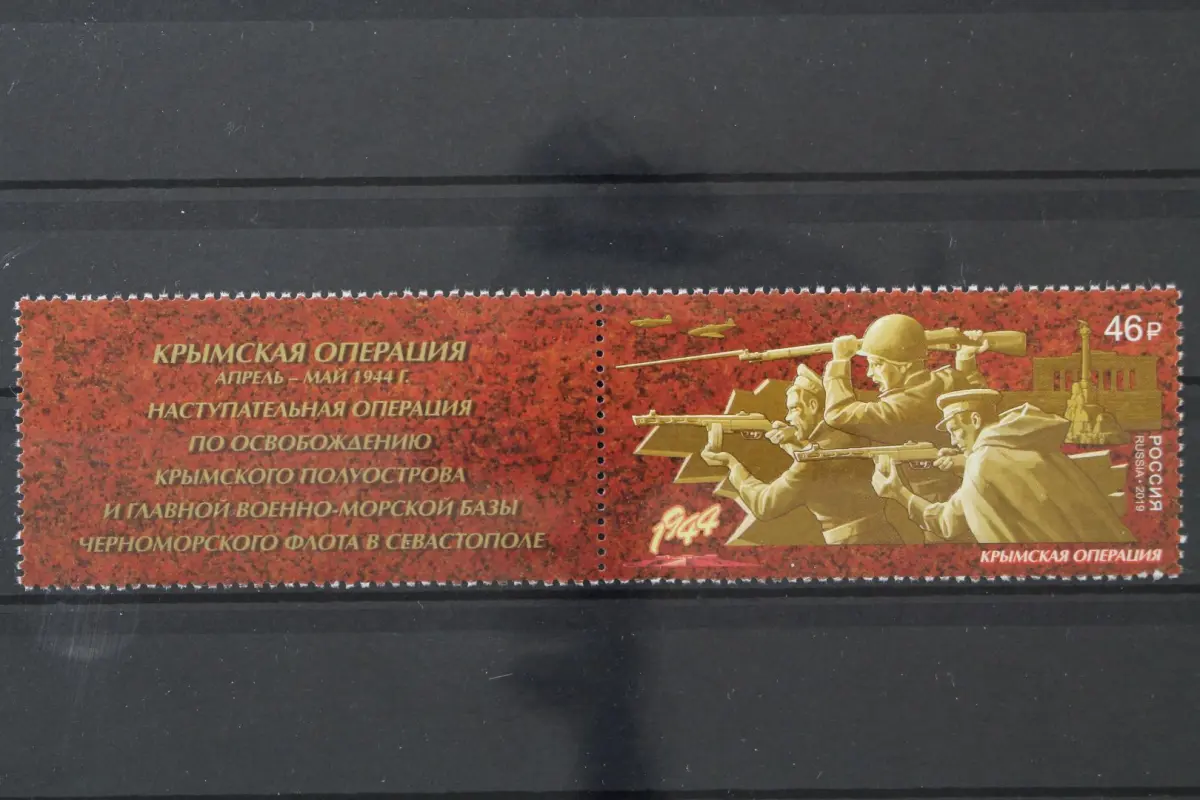 КРЫМСКАЯ ОПЕРАЦИЯ
АПРЕЛЬ – МАЙ 1944 Г.
НАСТУПАТЕЛЬНАЯ ОПЕРАЦИЯ
ПО ОСВОБОЖДЕНИЮ
КРЫМСКОГО ПОЛУОСТРОВА
И ГЛАВНОЙ ВОЕННО-МОРСКОЙ БАЗЫ
ЧЕРНОМОРСКОГО ФЛОТА В СЕВАСТОПОЛЕ
46₽
РОССИЯ
RUSSIA • 2019
1944
КРЫМСКАЯ ОПЕРАЦИЯ